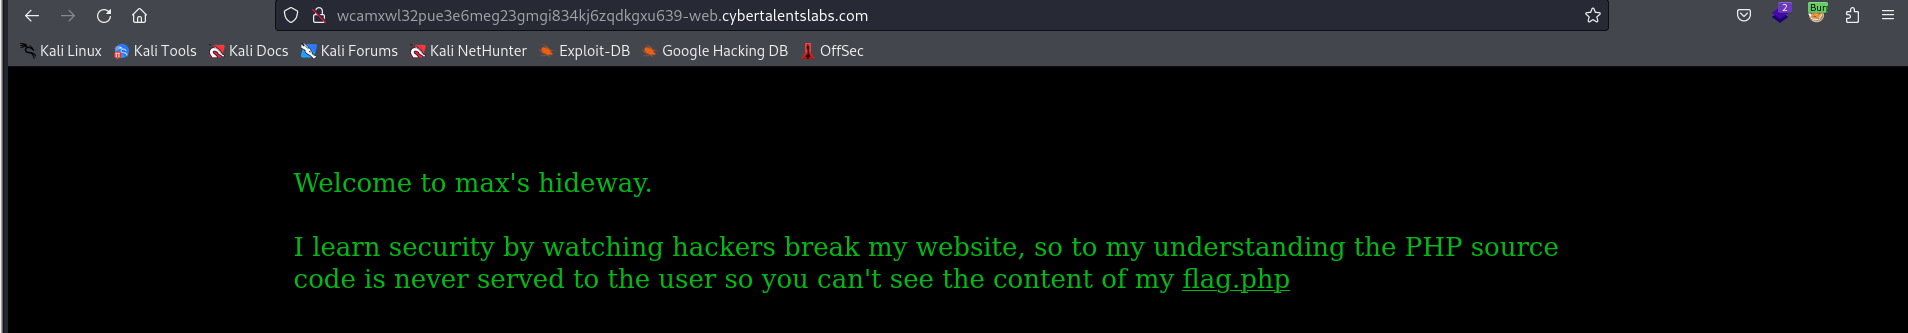 wcamxwl32pue3e6meg23gmgi834kj6zqdkgxu639-web.cybertalentslabs.com
2
Bur
Kali Linux Kali Tools Kali Docs Kali Forums Kali NetHunter Exploit-DB Google Hacking DB OffSec
Welcome to max's hideway.
I learn security by watching hackers break my website, so to my understanding the PHP source
code is never served to the user so you can't see the content of my flag.php